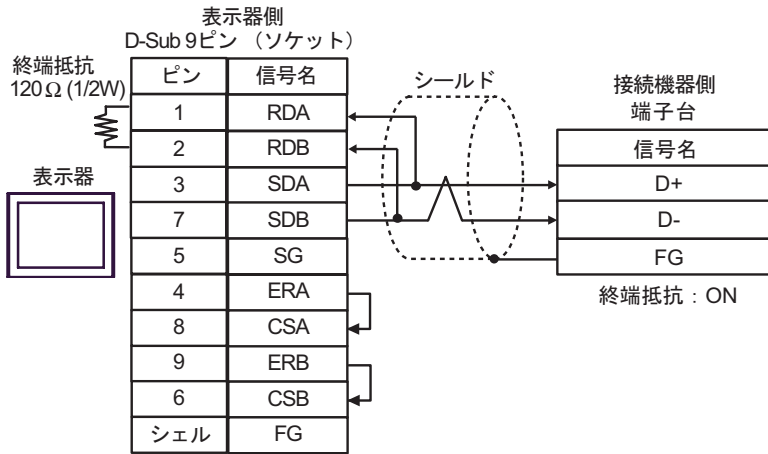 表示器側
D-Sub 9ピン （ソケット）
終端抵抗
120Ω (1/2W)
表示器
ピン 信号名
1 RDA
2 RDB
3 SDA
7 SDB
5 SG
4 ERA
8 CSA
9 ERB
6 CSB
シェル FG
シールド
接続機器側
端子台
信号名
D+
D-
FG
終端抵抗：ON